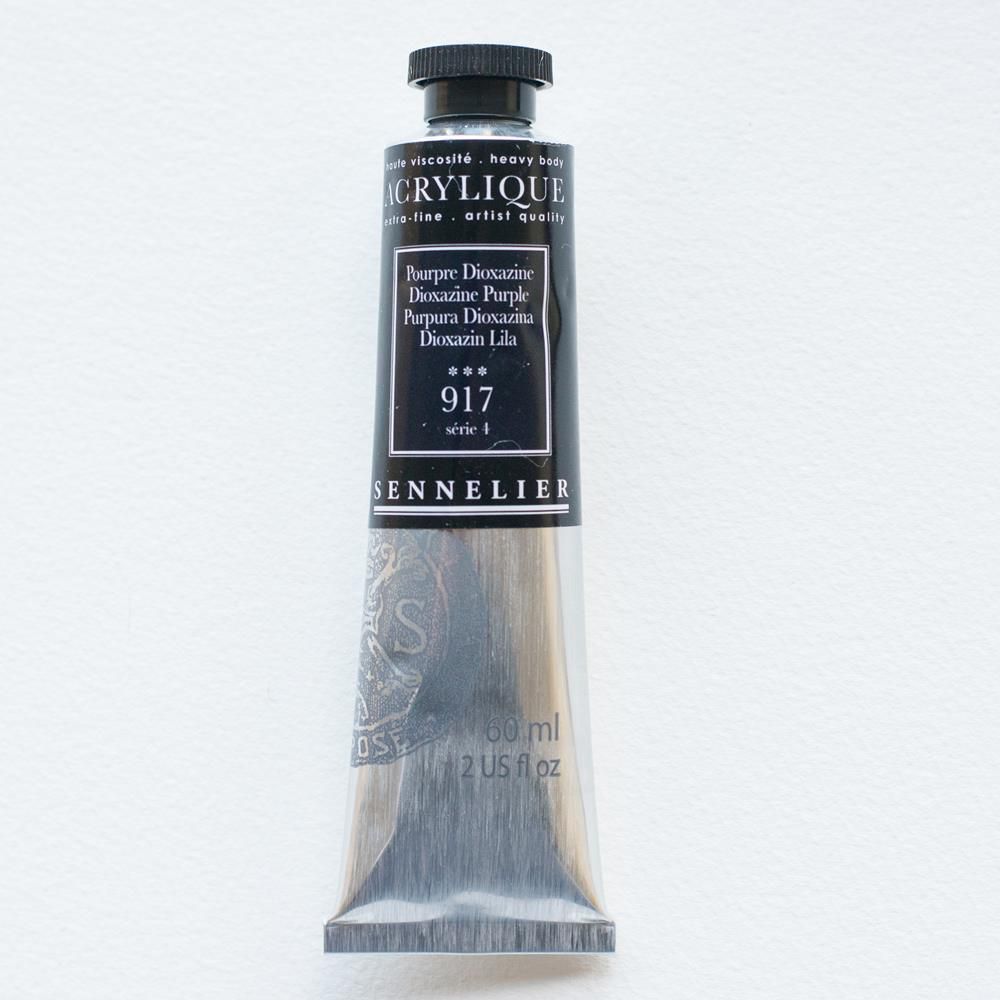 haute viscosité . heavy body
ACRYLIQUE
extra-fine . artist quality
Pourpre Dioxazine
Dioxazine Purple
Purpura Dioxazina
Dioxazin Lila
***
917
série 4
SENNELIER
S
60 ml
2 US fl oz